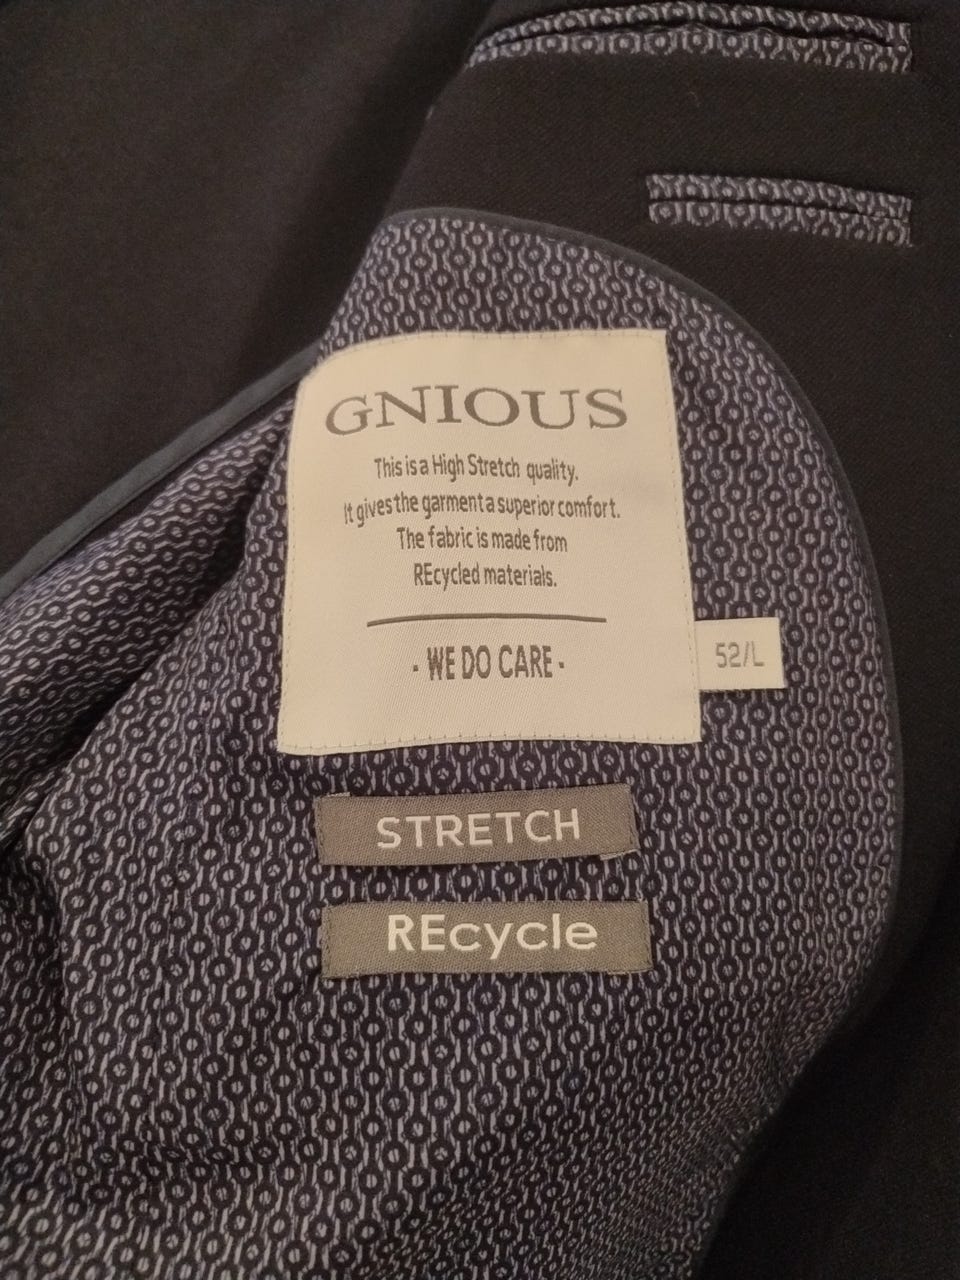 GNIOUS
This is a High Stretch quality.
It gives the garment a superior comfort.
The fabric is made from
REcycled materials.
- WE DO CARE -
52/L
STRETCH
REcycle